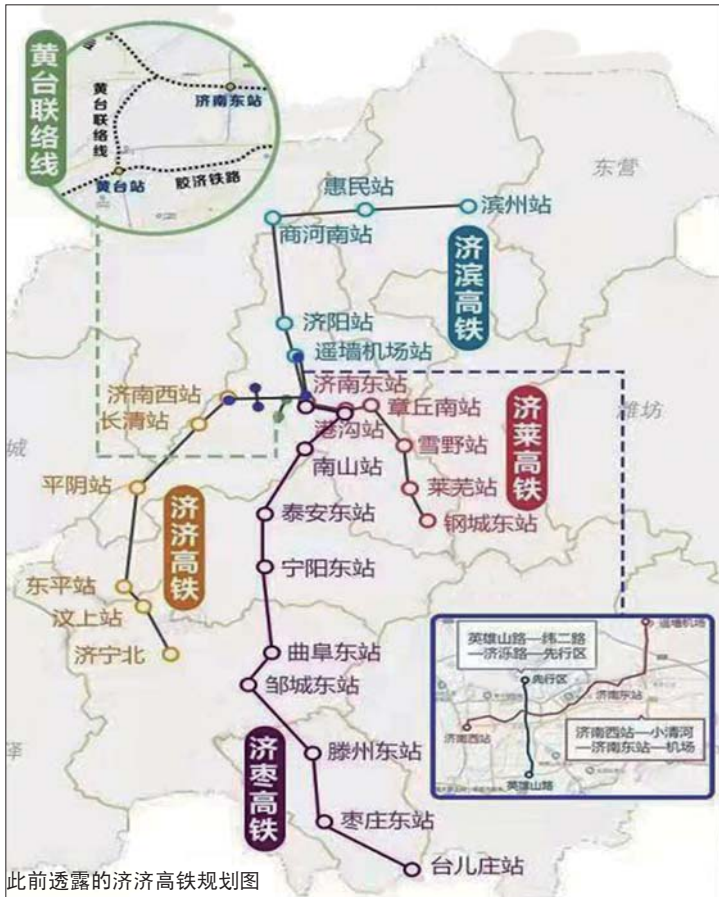 黄台联络线
济南东站
黄台联络线
黄台站
胶济铁路
东营
惠民站
滨州站
商河南站
济滨高铁
济阳站
遥墙机场站
济南西站
济南东站
章丘南站
长清站
港沟站
济莱高铁
潍坊
雪野站
城
南山站
平阴站
莱芜站
济济高铁
泰安东站
钢城东站
宁阳东站
东平站
汶上站
济宁北
曲阜东站
邹城东站
英雄山路—纬二路
—济泺路—先行区
遥墙机场
先行区
济南东站
济南西站
济南西站—小清河
—济南东站—机场
英雄山路
泽
济枣高铁
滕州东站
枣庄东站
台儿庄站
此前透露的济济高铁规划图